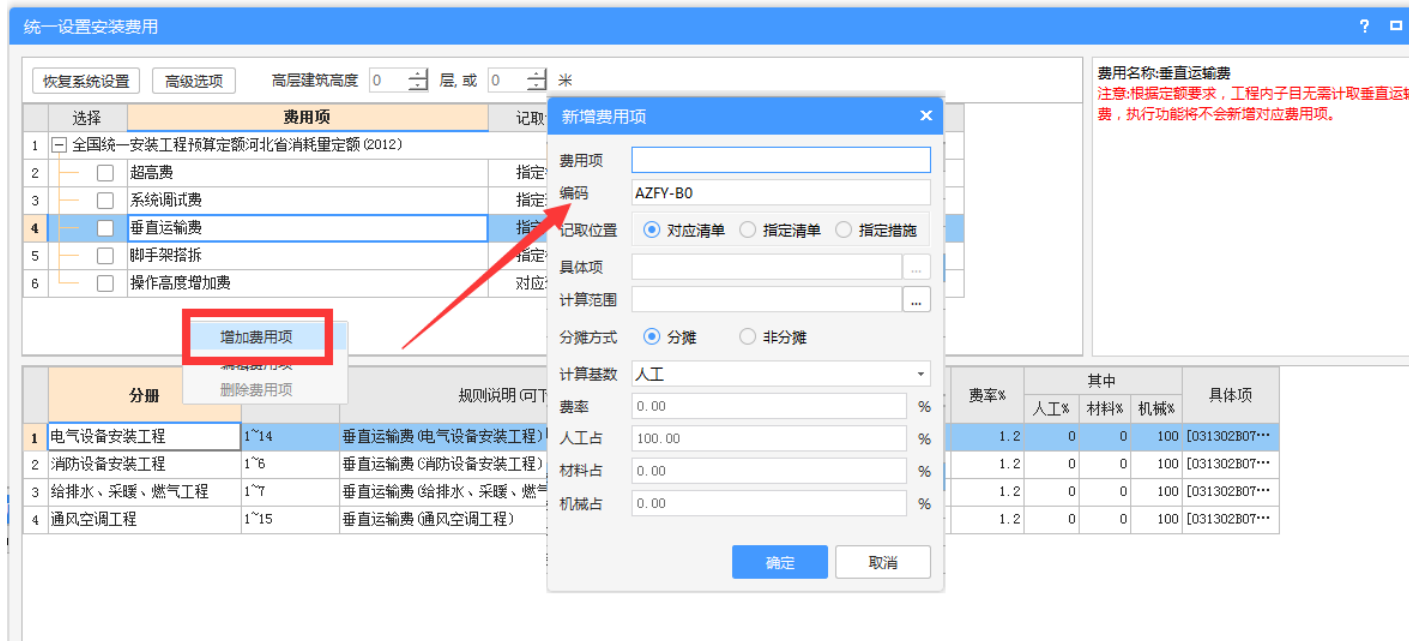 统一设置安装费用
?
恢复系统设置 高级选项 高层建筑高度 0 层,或 0 米
费用名称:垂直运输费
注意:根据定额要求，工程内子目无需计取垂直运输
费，执行功能将不会新增对应费用项。
选择 费用项 记取
1 全国统一安装工程预算定额河北省消耗量定额(2012)
2 超高费 指定
3 系统调试费 指定
4 垂直运输费 指定
5 脚手架搭拆 指定
6 操作高度增加费 对应
增加费用项
编辑费用项
删除费用项
新增费用项
费用项
编码 AZFY-B0
记取位置 对应清单 指定清单 指定措施
具体项 ...
计算范围 ...
分摊方式 分摊 非分摊
计算基数 人工
费率 0.00 %
人工占 100.00 %
材料占 0.00 %
机械占 0.00 %
确定 取消
分册 规则说明(可下 费率% 其中 具体项
人工% 材料% 机械%
1 电气设备安装工程 1~14 垂直运输费(电气设备安装工程) 1.2 0 0 100 [031302B07···
2 消防设备安装工程 1~6 垂直运输费(消防设备安装工程) 1.2 0 0 100 [031302B07···
3 给排水、采暖、燃气工程 1~7 垂直运输费(给排水、采暖、燃气 1.2 0 0 100 [031302B07···
4 通风空调工程 1~15 垂直运输费(通风空调工程) 1.2 0 0 100 [031302B07···